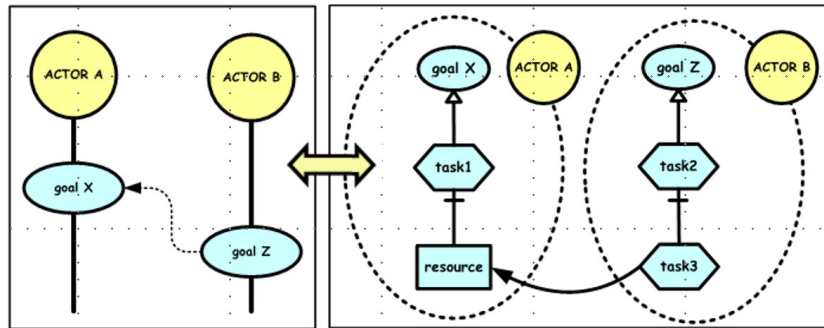 ACTOR A
ACTOR B
goal X
goal Z
goal X
ACTOR A
goal Z
ACTOR B
task1
task2
resource
task3